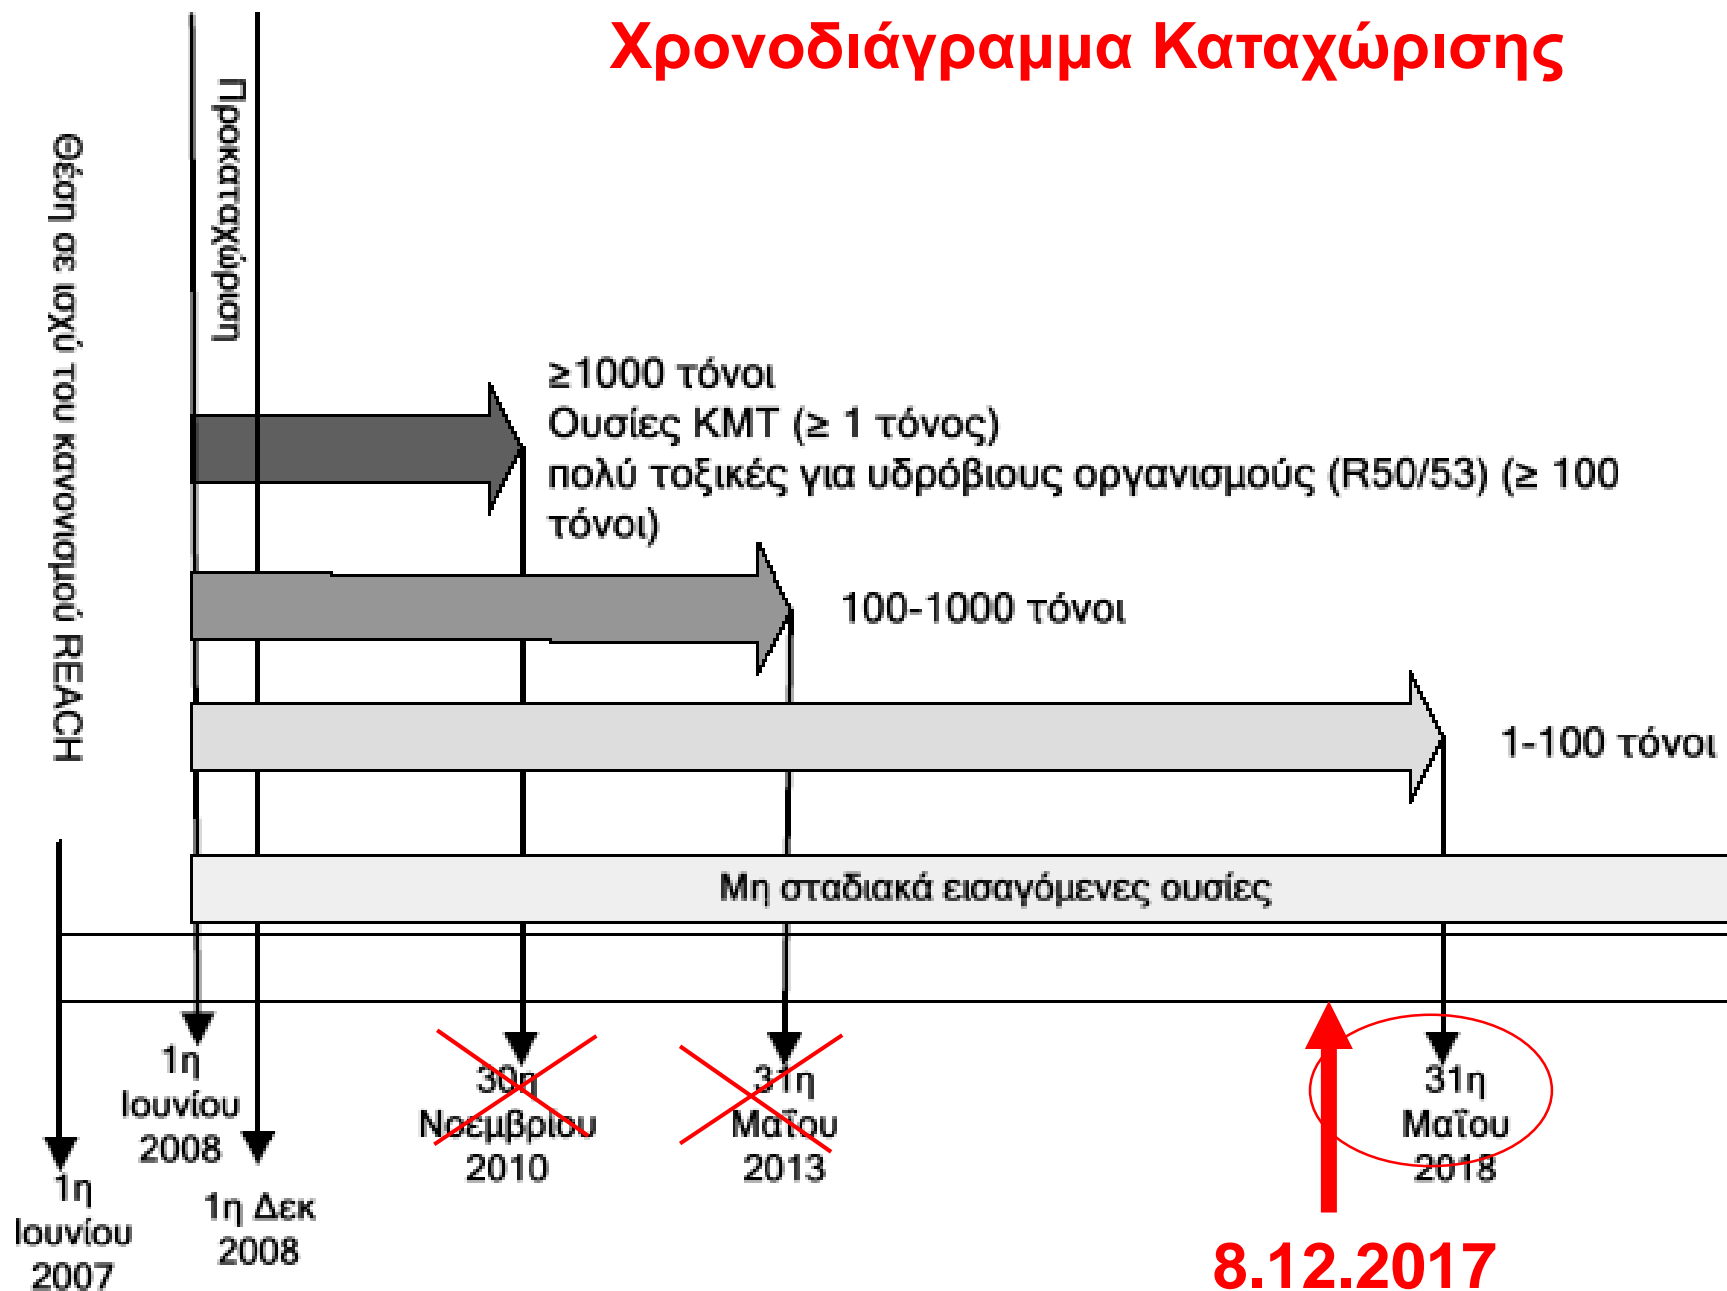 Χρονοδιάγραμμα Καταχώρισης
Θέση σε ισχύ του κανονισμού REACH
Προκαταχώριση
≥1000 τόνοι
Ουσίες ΚΜΤ (≥ 1 τόνος)
πολύ τοξικές για υδρόβιους οργανισμούς (R50/53) (≥ 100
τόνοι)
100-1000 τόνοι
1-100 τόνοι
Μη σταδιακά εισαγόμενες ουσίες
1η
Ιουνίου
2007
1η
Ιουνίου
2008
1η Δεκ
2008
30η
Νοεμβρίου
2010
31η
Μαΐου
2013
31η
Μαΐου
2018
8.12.2017